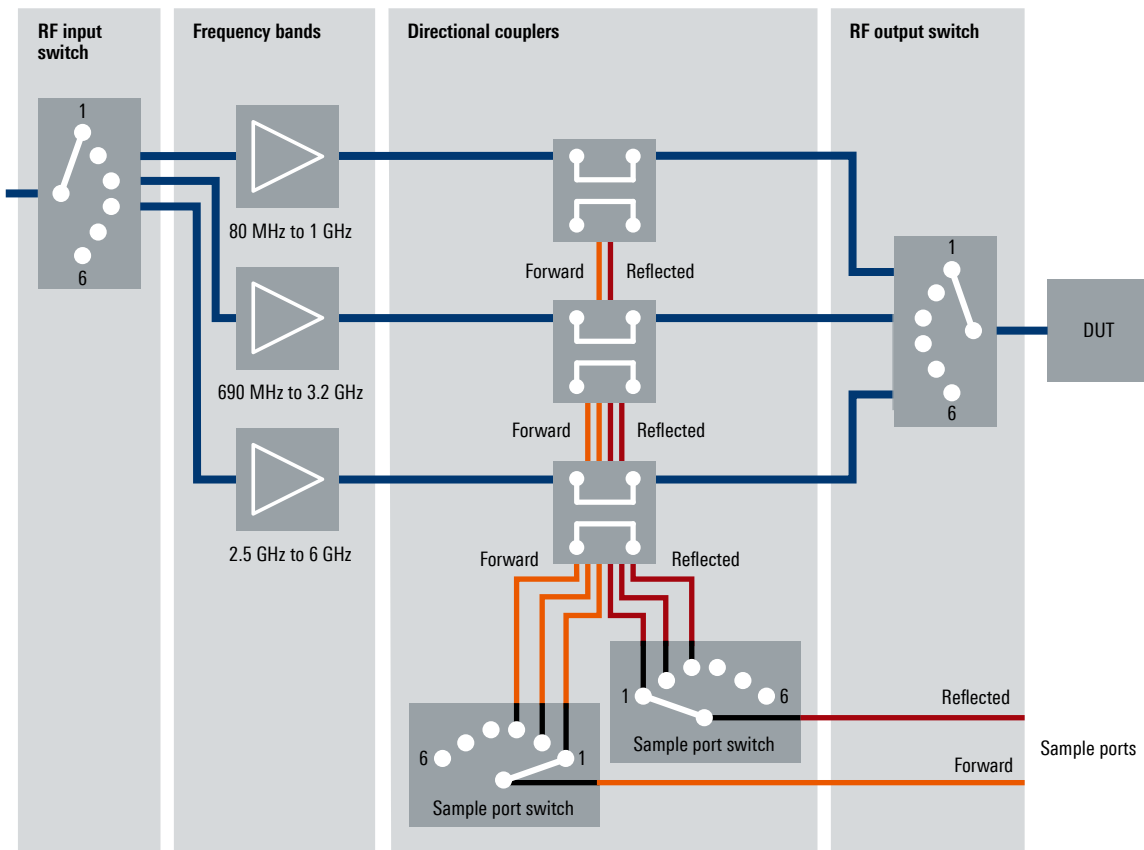 RF input
switch
Frequency bands
Directional couplers
RF output switch
1
6
80 MHz to 1 GHz
Forward
Reflected
1
6
DUT
690 MHz to 3.2 GHz
Forward
Reflected
2.5 GHz to 6 GHz
Forward
Reflected
1
6
Sample port switch
Reflected
6
1
Sample port switch
Forward
Sample ports